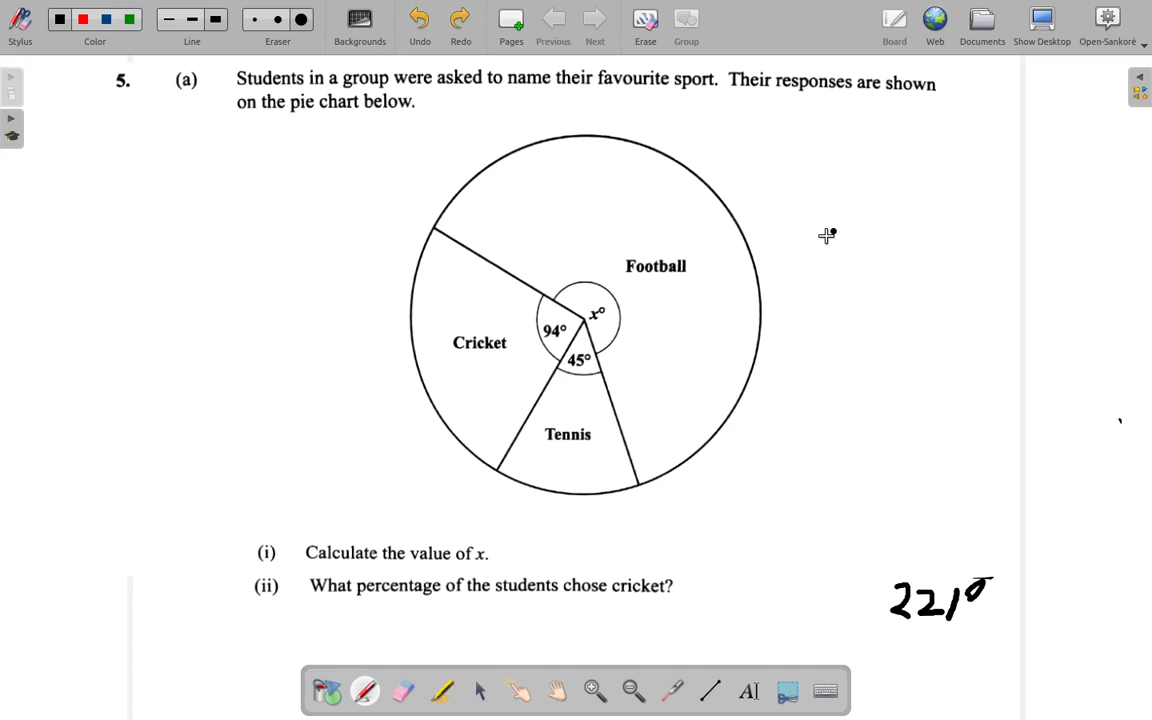 Stylus Color Line Eraser Backgrounds Undo Redo Pages Previous Next Erase Group Board Web Documents Show Desktop Open-Sankoré
5. (a) Students in a group were asked to name their favourite sport. Their responses are shown
on the pie chart below.
Football
x°
94°
Cricket
45°
Tennis
(i) Calculate the value of x.
(ii) What percentage of the students chose cricket?
221°